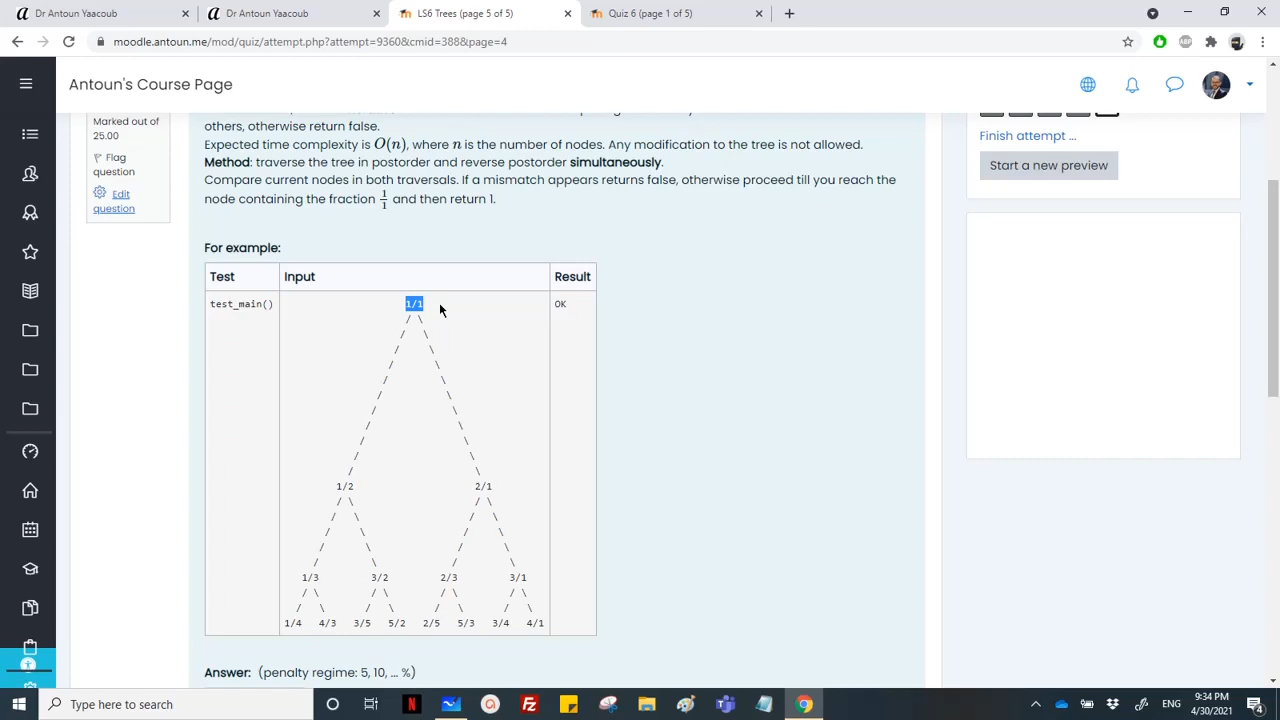 Dr Antoun Yaacoub
Dr Antoun Yaacoub
LS6 Trees (page 5 of 5)
Quiz 6 (page 1 of 5)
moodle.antoun.me/mod/quiz/attempt.php?attempt=9360&cmid=388&page=4
ABP
Antoun's Course Page
Marked out of
25.00
Flag question
Edit question
others, otherwise return false.
Expected time complexity is: O(n), where n is the number of nodes. Any modification to the tree is not allowed.
Method: traverse the tree in postorder and reverse postorder simultaneously.
Compare current nodes in both traversals. If a mismatch appears returns false, otherwise proceed till you reach the
node containing the fraction 1/1 and then return 1.
For example:
Test Input Result
test_main() 1/1 OK
/ \
/ \
/ \
/ \
/ \
/ \
/ \
/ \
/ \
/ \
/ \
1/2 2/1
/ \ / \
/ \ / \
/ \ / \
/ \ / \
/ \ / \
1/3 3/2 2/3 3/1
/ \ / \ / \ / \
/ \ / \ / \ / \
1/4 4/3 3/5 5/2 2/5 5/3 3/4 4/1
Answer: (penalty regime: 5, 10, ... %)
Finish attempt ...
Start a new preview
Type here to search
ENG
9:34 PM
4/30/2021
4